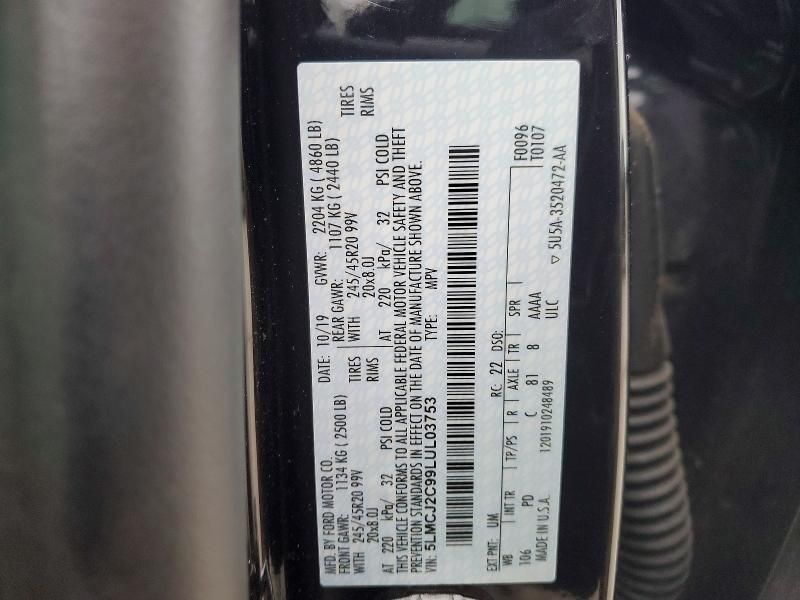 MFD. BY FORD MOTOR CO.
DATE: 10/19 GVWR: 2204 KG ( 4860 LB)
FRONT GAWR: 1134 KG ( 2500 LB) REAR GAWR: 1107 KG ( 2440 LB)
WITH 245/45R20 99V TIRES WITH 245/45R20 99V TIRES
20x8.0J RIMS 20x8.0J RIMS
AT 220 kPa/ 32 PSI COLD AT 220 kPa/ 32 PSI COLD
THIS VEHICLE CONFORMS TO ALL APPLICABLE FEDERAL MOTOR VEHICLE SAFETY AND THEFT
PREVENTION STANDARDS IN EFFECT ON THE DATE OF MANUFACTURE SHOWN ABOVE.
VIN: 5LMCJ2C99LUL03753 TYPE: MPV
F0096
T0107
EXT PNT: UM RC: 22 DSO:
WB INT TR TP/PS R AXLE TR SPR
106 PD C 81 8 AAAA
MADE IN U.S.A. 1201910248489 ULC
▽ 5U5A-3520472-AA